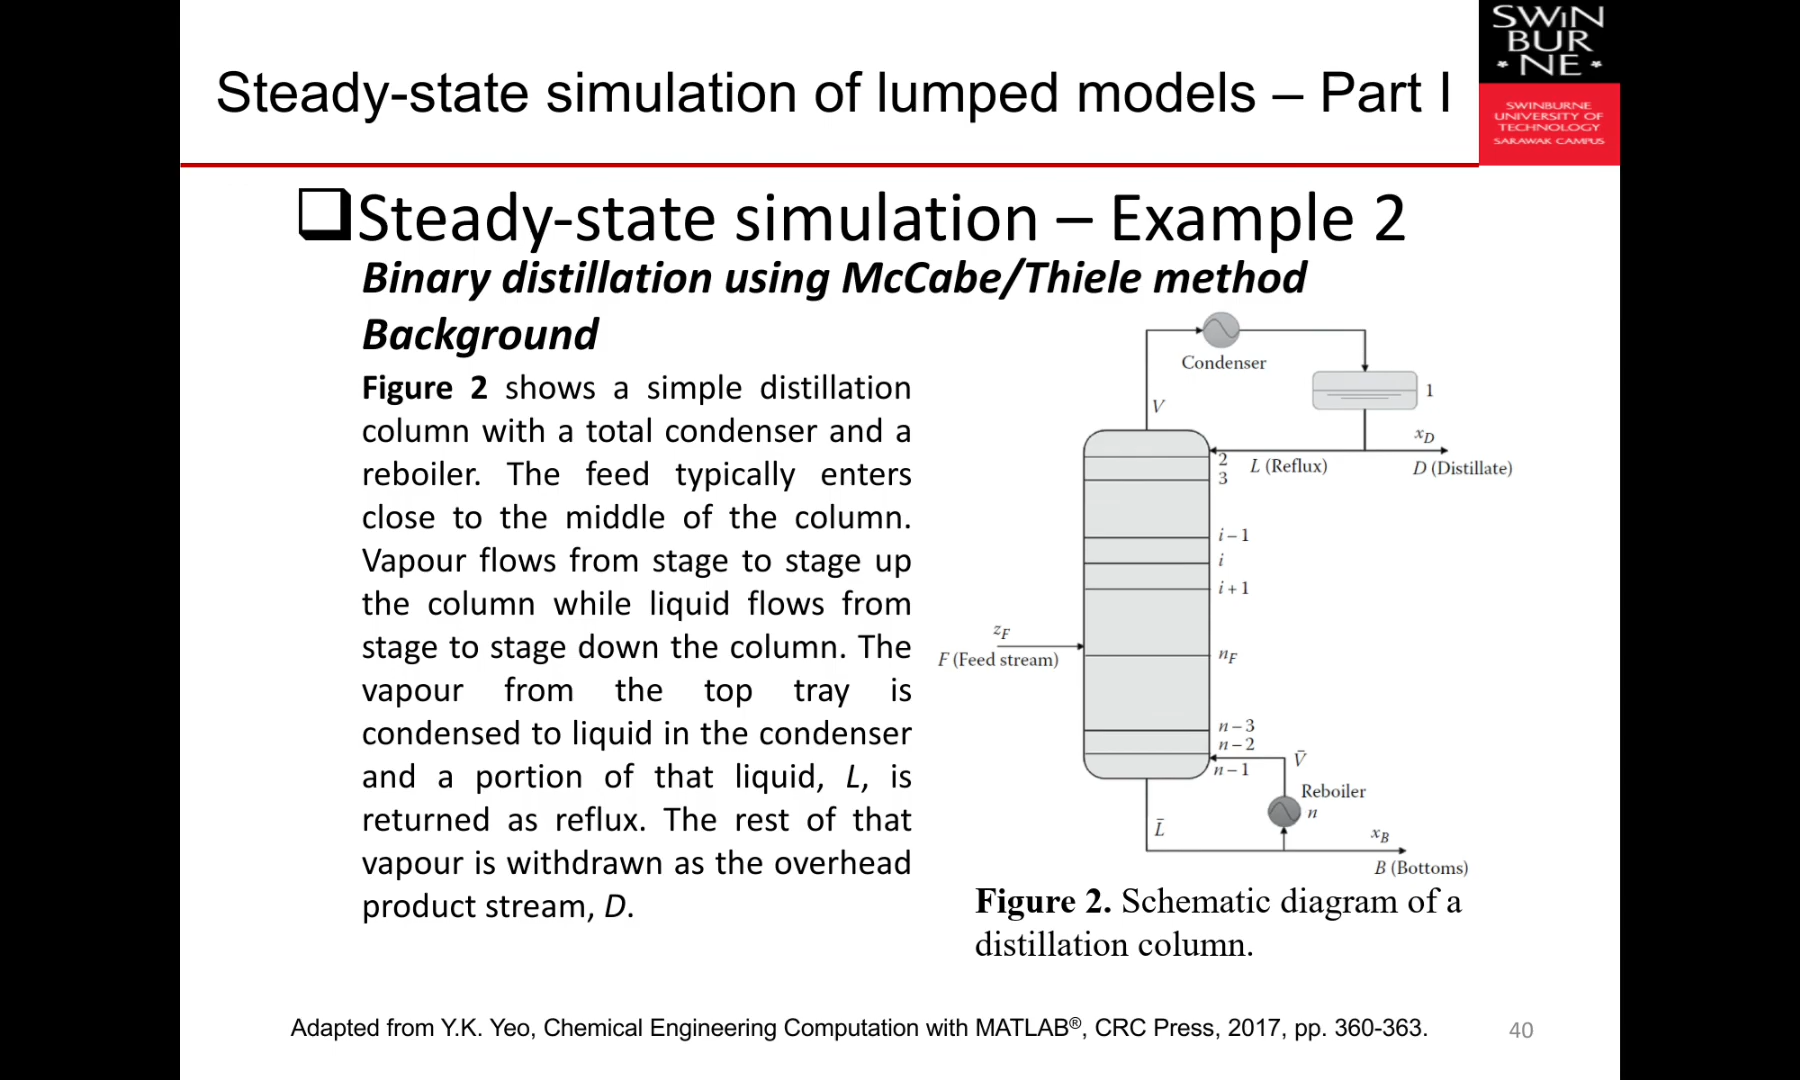 SWiN
BUR
* NE *
SWINBURNE
UNIVERSITY OF
TECHNOLOGY
SARAWAK CAMPUS
Steady-state simulation of lumped models – Part I
❑Steady-state simulation – Example 2
Binary distillation using McCabe/Thiele method
Background
Figure 2 shows a simple distillation
column with a total condenser and a
reboiler. The feed typically enters
close to the middle of the column.
Vapour flows from stage to stage up
the column while liquid flows from
stage to stage down the column. The
vapour from the top tray is
condensed to liquid in the condenser
and a portion of that liquid, L, is
returned as reflux. The rest of that
vapour is withdrawn as the overhead
product stream, D.
Condenser
1
V
x_D
2
L (Reflux)
D (Distillate)
3
i – 1
i
i + 1
z_F
F (Feed stream)
n_F
n – 3
n – 2
V̄
n – 1
Reboiler
n
L̄
x_B
B (Bottoms)
Figure 2. Schematic diagram of a
distillation column.
Adapted from Y.K. Yeo, Chemical Engineering Computation with MATLAB®, CRC Press, 2017, pp. 360-363.
40